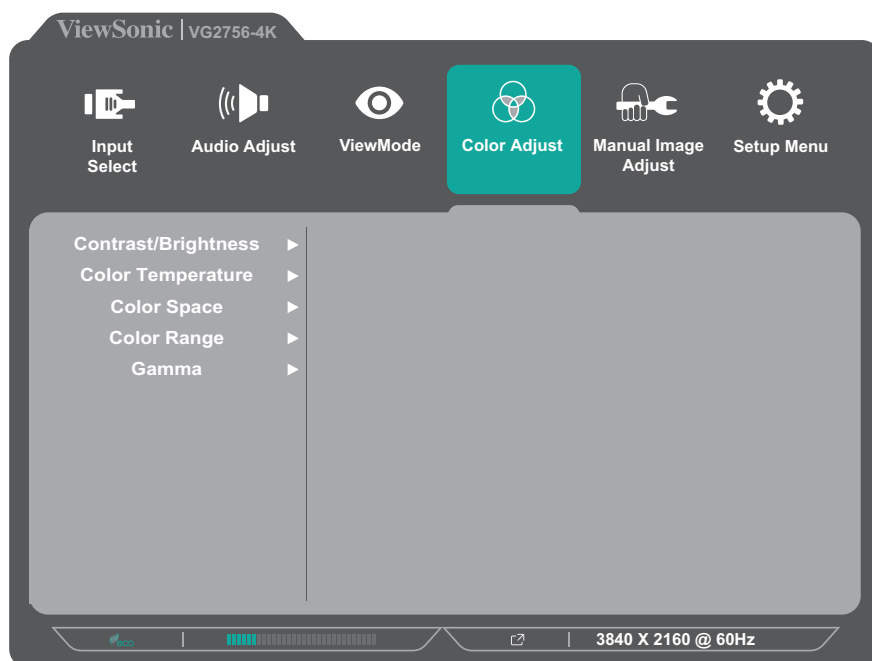 ViewSonic | VG2756-4K
Input
Select
Audio Adjust
ViewMode
Color Adjust
Manual Image
Adjust
Setup Menu
Contrast/Brightness
Color Temperature
Color Space
Color Range
Gamma
eco
3840 X 2160 @ 60Hz